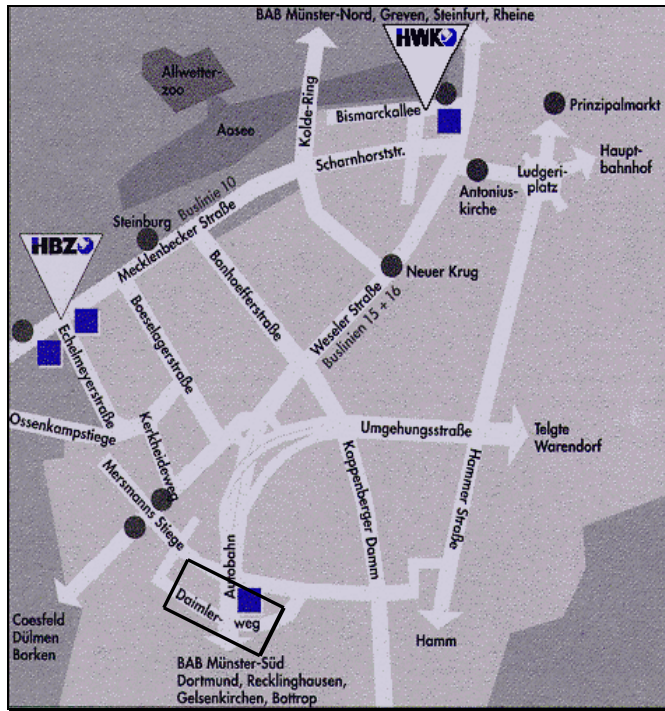 BAB Münster-Nord, Greven, Steinfurt, Rheine
HWK
Allwetter-
zoo
Aasee
Kolde-Ring
Bismarckallee
Prinzipalmarkt
Scharnhorststr.
Ludgeri-
platz
Haupt-
bahnhof
Antonius-
kirche
Steinburg
Buslinie 10
HBZ
Mecklenbecker Straße
Neuer Krug
Bonhoefferstraße
Weseler Straße
Buslinien 15 + 16
Boeselagerstraße
Echelmeyerstraße
Ossenkampstiege
Kerkheideweg
Umgehungsstraße
Telgte
Warendorf
Mersmanns Stiege
Kappenberger Damm
Hammer Straße
Autobahn
Daimler-
weg
Coesfeld
Dülmen
Borken
Hamm
BAB Münster-Süd
Dortmund, Recklinghausen,
Gelsenkirchen, Bottrop